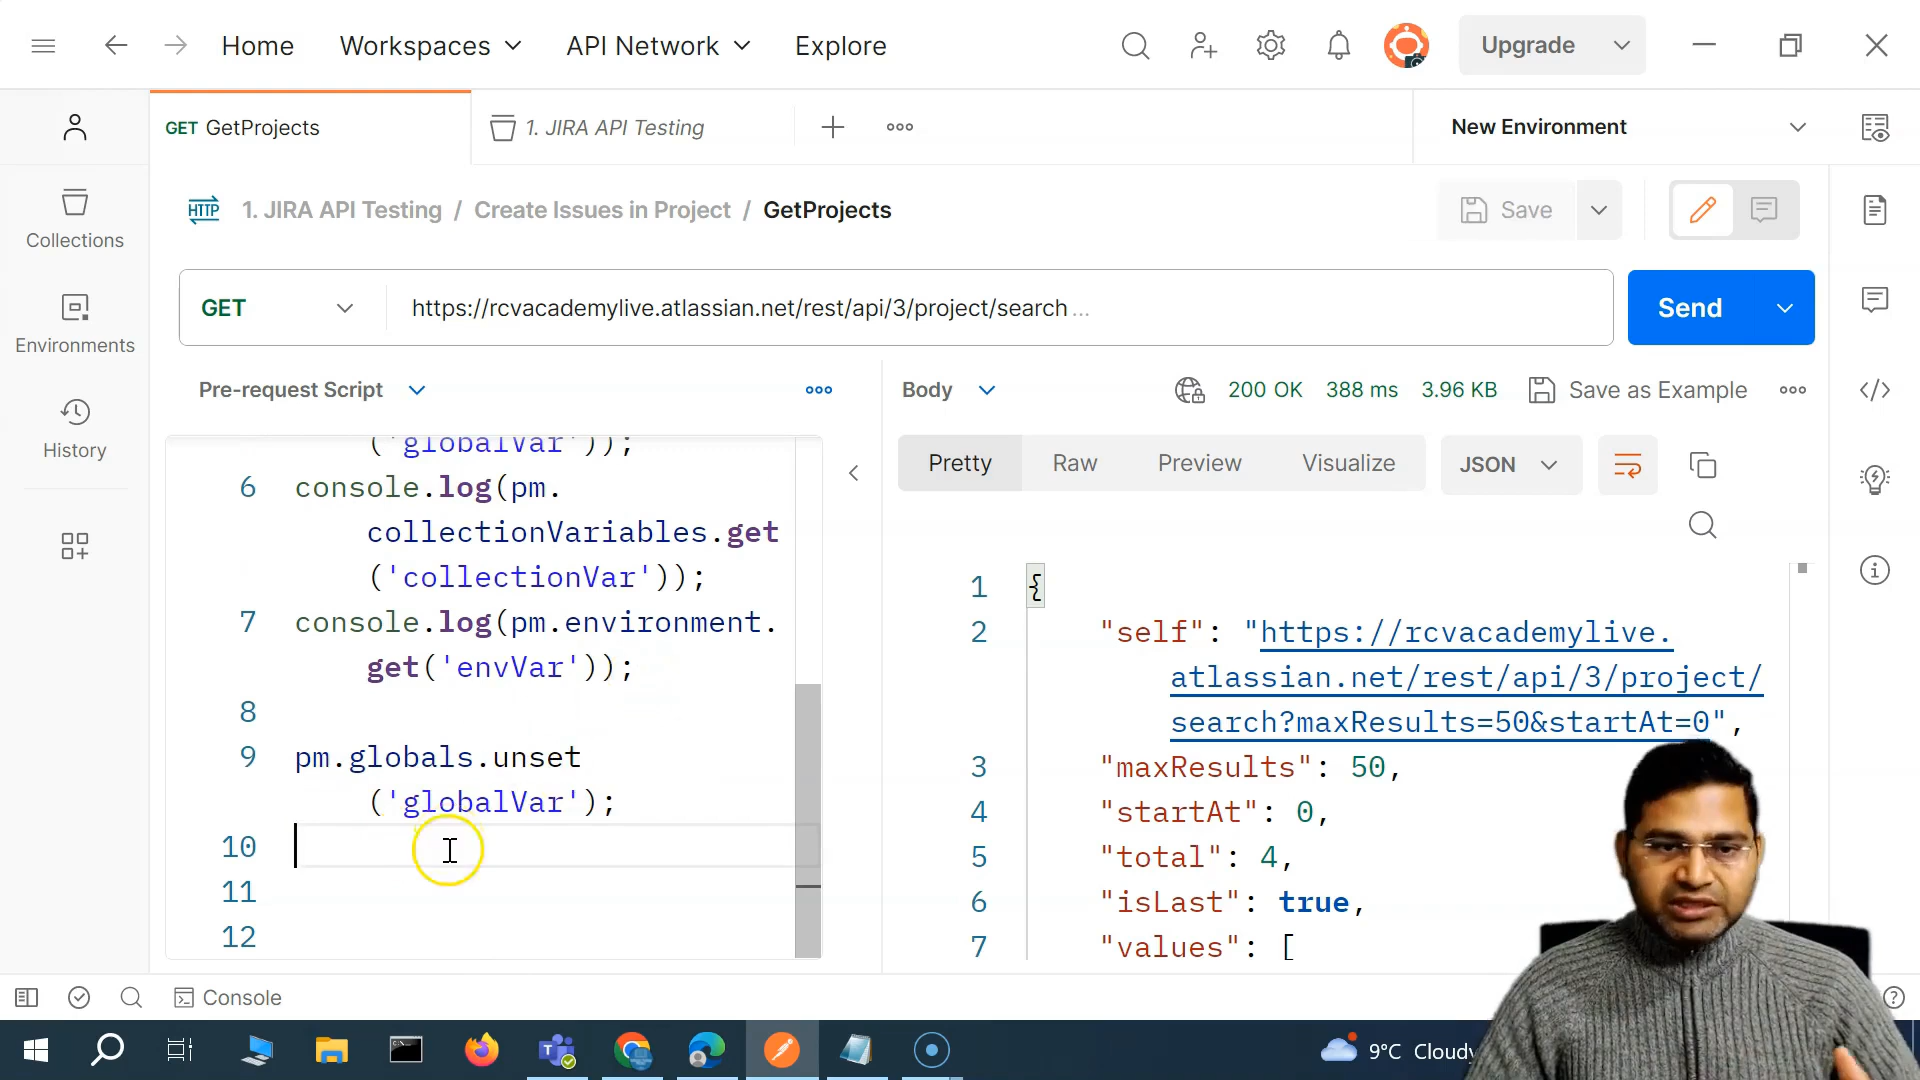 Home Workspaces API Network Explore Upgrade
GET GetProjects 1. JIRA API Testing New Environment
HTTP 1. JIRA API Testing / Create Issues in Project / GetProjects Save
Collections
GET https://rcvacademylive.atlassian.net/rest/api/3/project/search ... Send
Environments
Pre-request Script Body 200 OK 388 ms 3.96 KB Save as Example
History
Pretty Raw Preview Visualize JSON
('globalVar'));
6 console.log(pm.
collectionVariables.get
('collectionVar'));
7 console.log(pm.environment.
get('envVar'));
8
9 pm.globals.unset
('globalVar');
10
11
12
1 {
2 "self": "https://rcvacademylive.
atlassian.net/rest/api/3/project/
search?maxResults=50&startAt=0",
3 "maxResults": 50,
4 "startAt": 0,
5 "total": 4,
6 "isLast": true,
7 "values": [
Console
9°C Cloudy